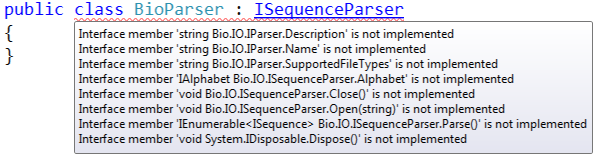 public class BioParser : ISequenceParser
{
Interface member 'string Bio.IO.IParser.Description' is not implemented
}
Interface member 'string Bio.IO.IParser.Name' is not implemented
Interface member 'string Bio.IO.IParser.SupportedFileTypes' is not implemented
Interface member 'IAlphabet Bio.IO.ISequenceParser.Alphabet' is not implemented
Interface member 'void Bio.IO.ISequenceParser.Close()' is not implemented
Interface member 'void Bio.IO.ISequenceParser.Open(string)' is not implemented
Interface member 'IEnumerable<ISequence> Bio.IO.ISequenceParser.Parse()' is not implemented
Interface member 'void System.IDisposable.Dispose()' is not implemented